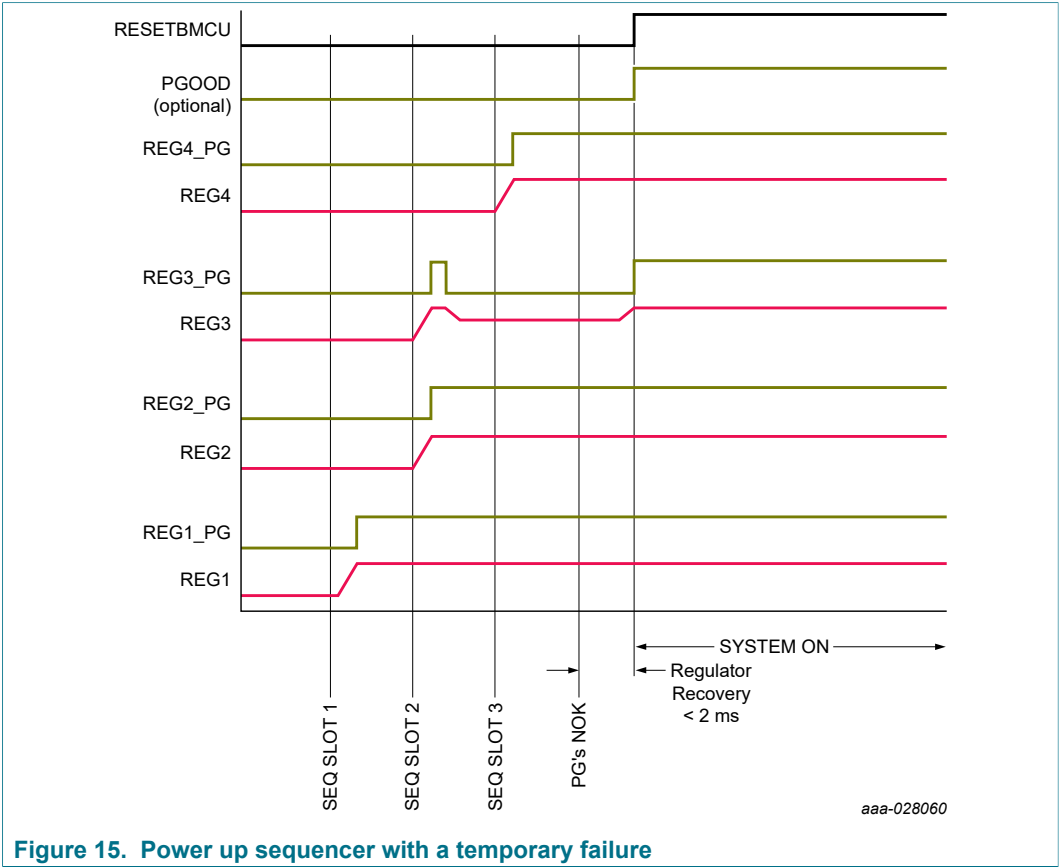 RESETBMCU
PGOOD
(optional)
REG4_PG
REG4
REG3_PG
REG3
REG2_PG
REG2
REG1_PG
REG1
SYSTEM ON
Regulator
Recovery
< 2 ms
SEQ SLOT 1
SEQ SLOT 2
SEQ SLOT 3
PG's NOK
aaa-028060
Figure 15. Power up sequencer with a temporary failure